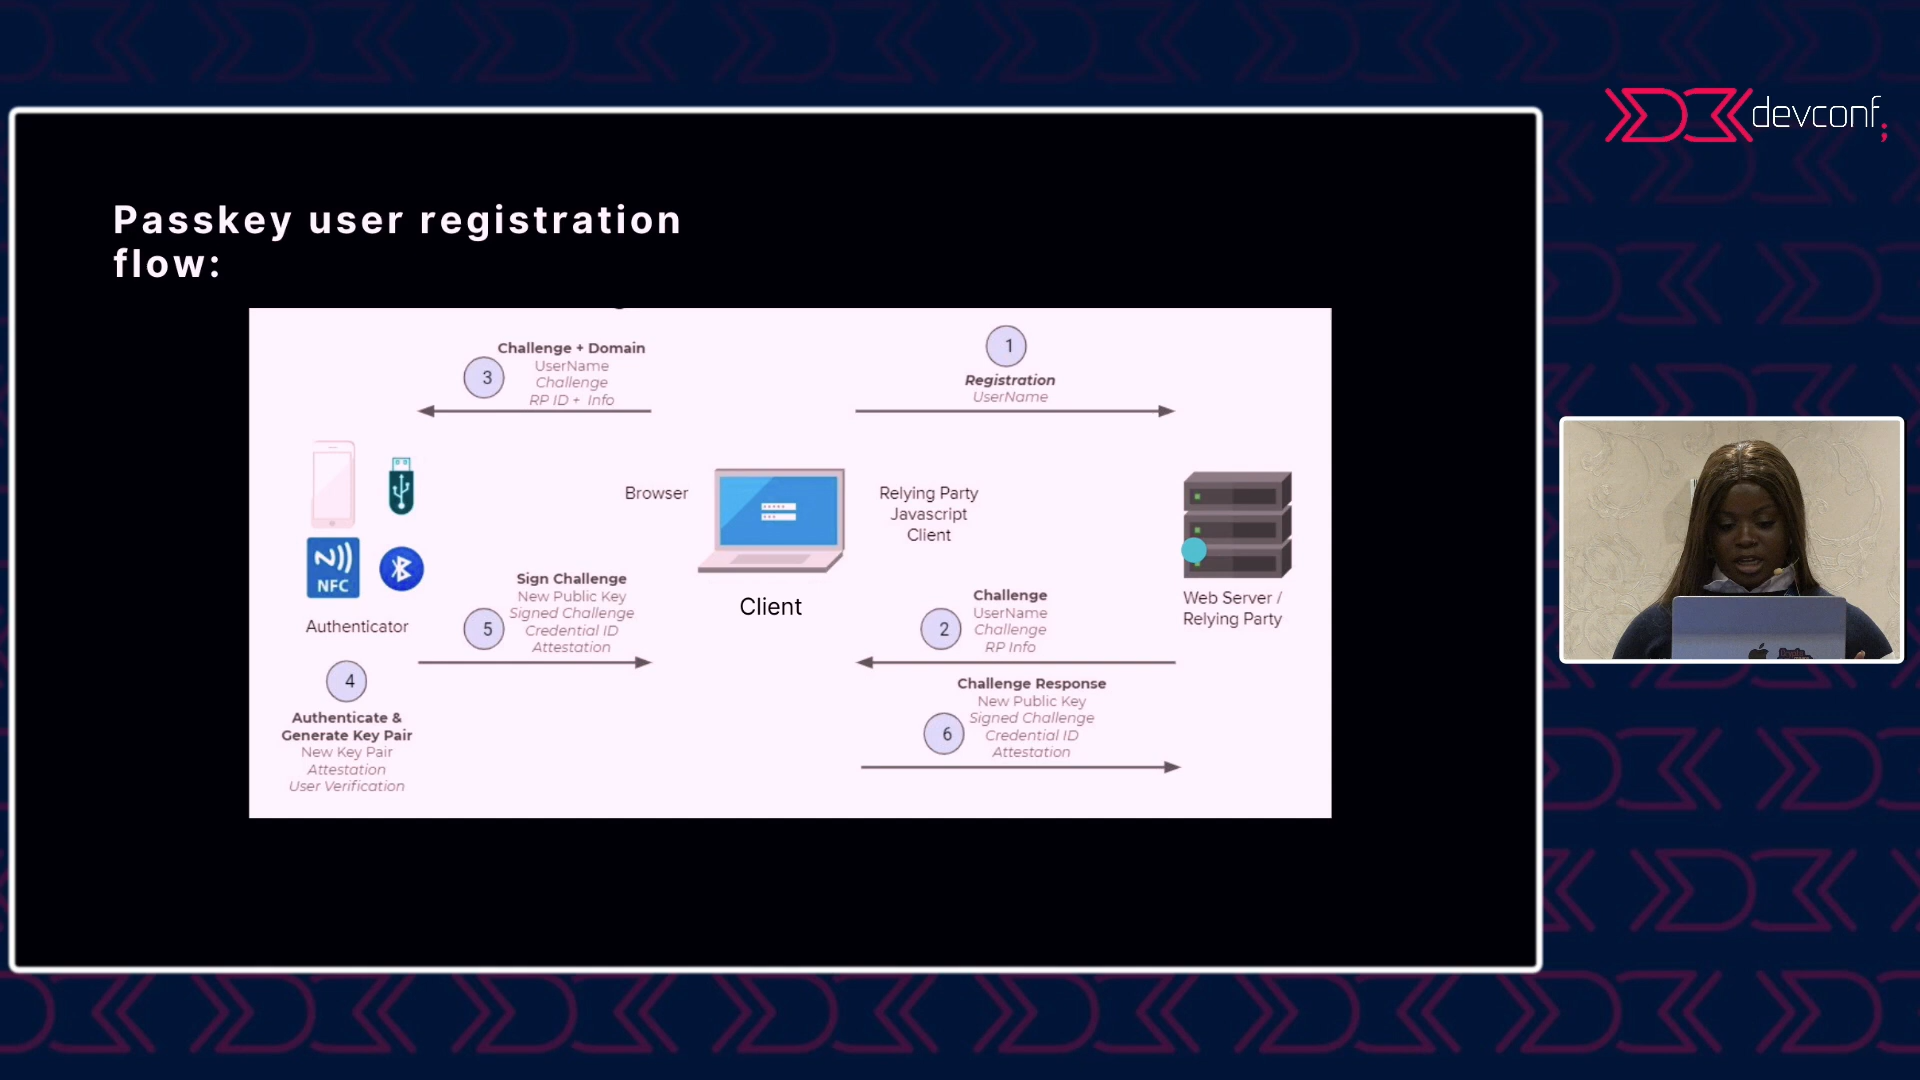 devconf;
Passkey user registration
flow:
3
Challenge + Domain
UserName
Challenge
RP ID + Info
1
Registration
UserName
Browser
Relying Party
Javascript
Client
NFC
Authenticator
Client
Web Server /
Relying Party
5
Sign Challenge
New Public Key
Signed Challenge
Credential ID
Attestation
2
Challenge
UserName
Challenge
RP Info
4
Authenticate &
Generate Key Pair
New Key Pair
Attestation
User Verification
6
Challenge Response
New Public Key
Signed Challenge
Credential ID
Attestation